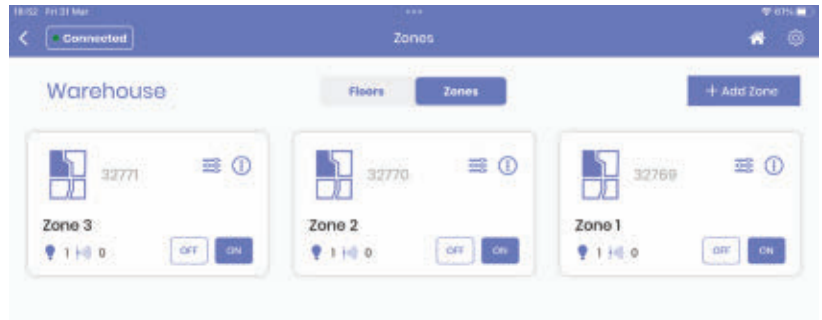 18:52 Fri 31 Mar
67%
Connected
Zones
Warehouse
Floors
Zones
+ Add Zone
32771
32770
32769
Zone 3
Zone 2
Zone 1
1 0 OFF ON
1 0 OFF ON
1 0 OFF ON